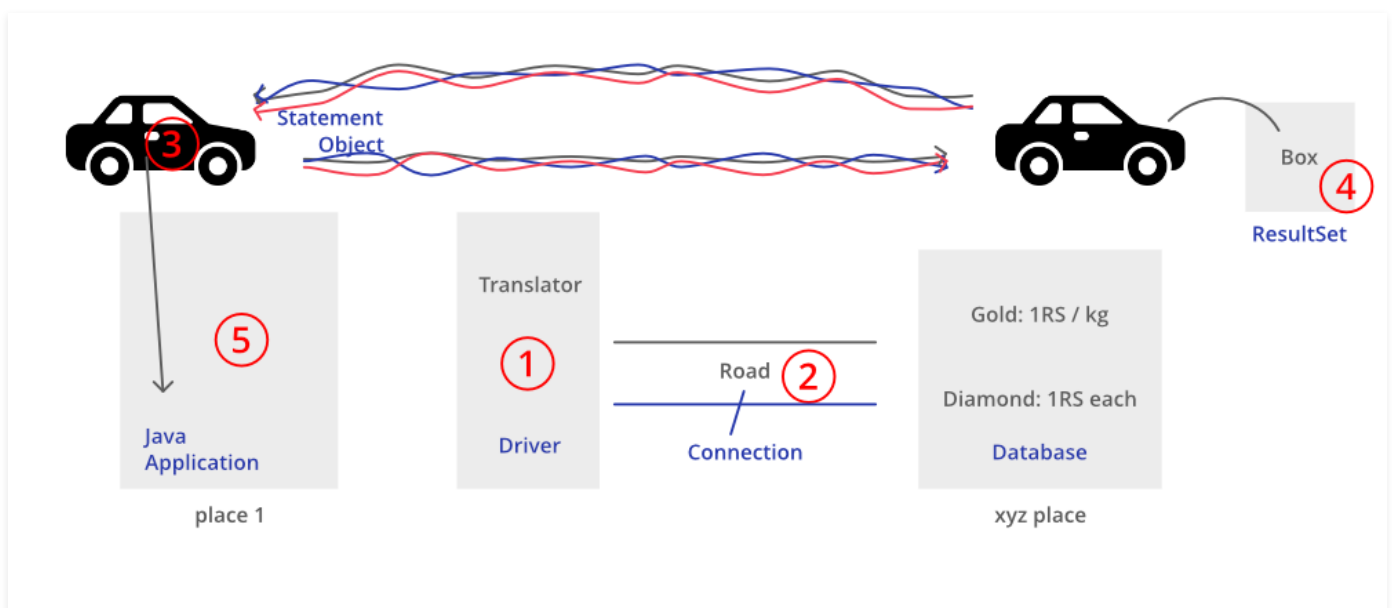 3
Statement
Object
Box
4
ResultSet
5
Java
Application
place 1
Translator
1
Driver
Road
2
Connection
Gold: 1RS / kg
Diamond: 1RS each
Database
xyz place